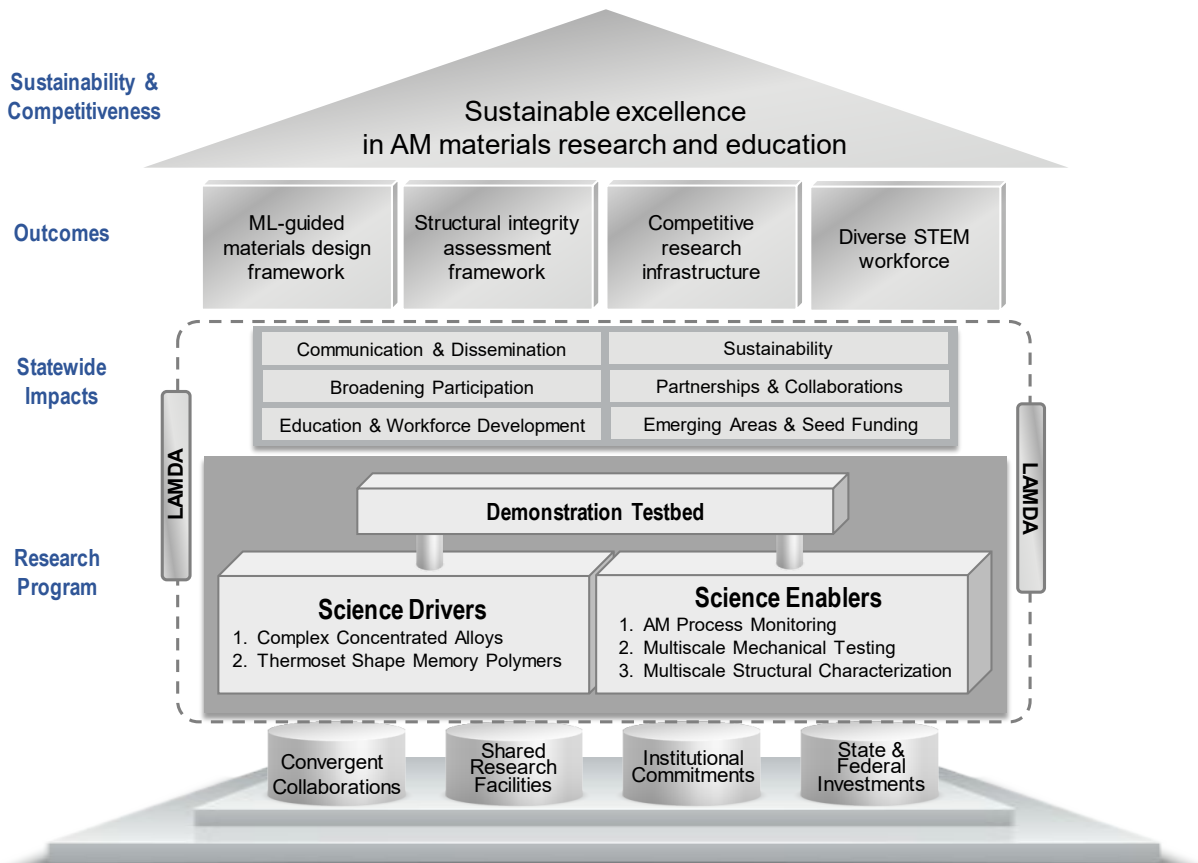 Sustainability &
Competitiveness
Sustainable excellence
in AM materials research and education
Outcomes
ML-guided
materials design
framework
Structural integrity
assessment
framework
Competitive
research
infrastructure
Diverse STEM
workforce
Statewide
Impacts
Communication & Dissemination
Sustainability
Broadening Participation
Partnerships & Collaborations
Education & Workforce Development
Emerging Areas & Seed Funding
LAMDA
LAMDA
Research
Program
Demonstration Testbed
Science Drivers
1. Complex Concentrated Alloys
2. Thermoset Shape Memory Polymers
Science Enablers
1. AM Process Monitoring
2. Multiscale Mechanical Testing
3. Multiscale Structural Characterization
Convergent
Collaborations
Shared
Research
Facilities
Institutional
Commitments
State &
Federal
Investments